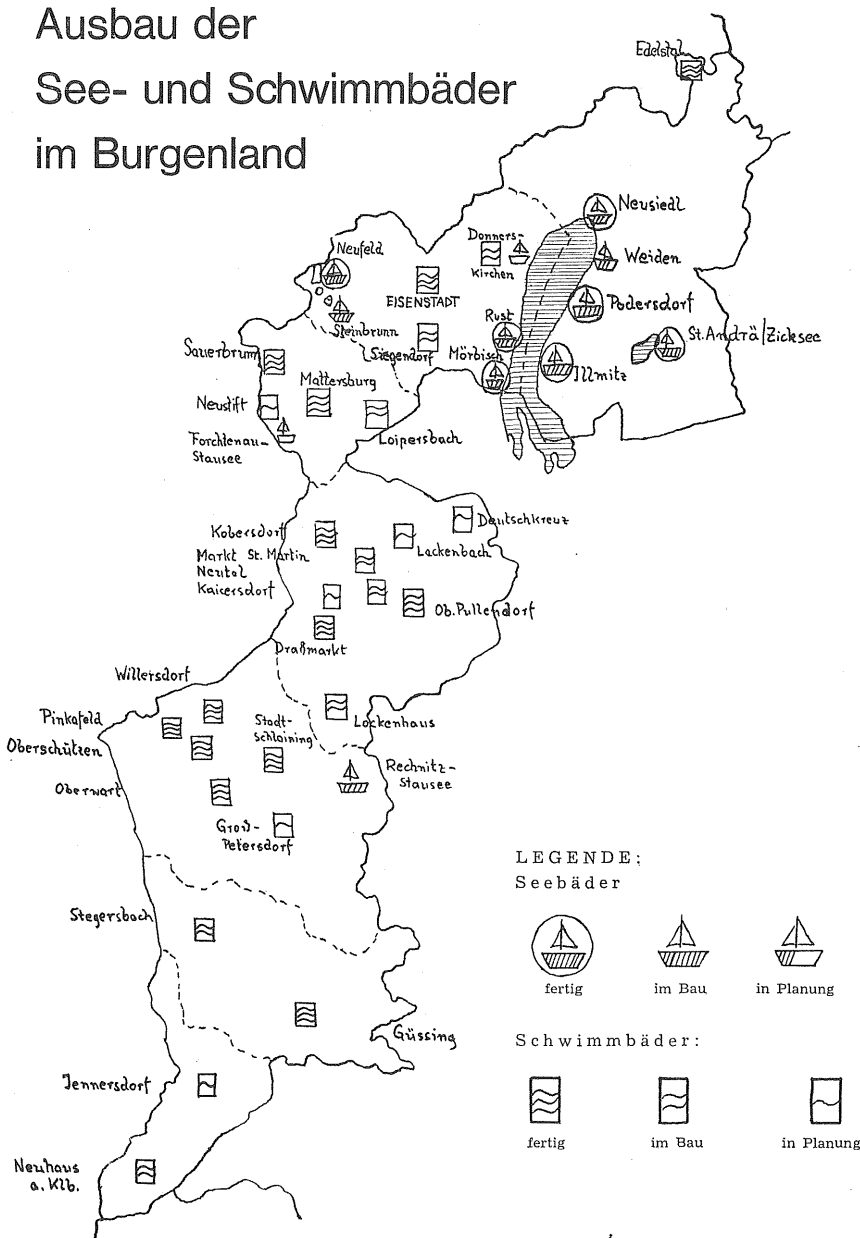 Ausbau der
See- und Schwimmbäder
im Burgenland
Edelstal
Neusiedl
Donners-
Kirchen
Weiden
Neufeld
EISENSTADT
Podersdorf
Steinbrunn
Rust
St. Andrä/Zicksee
Siegendorf
Sauerbrunn
Mörbisch
Illmitz
Mattersburg
Neustift
Forchtenau-
Stausee
Loipersbach
Deutschkreuz
Kobersdorf
Lackenbach
Markt St. Martin
Neutal
Kaisersdorf
Ob. Pullendorf
Draßmarkt
Willersdorf
Pinkafeld
Stadt-
schlaining
Lockenhaus
Oberschützen
Rechnitz-
Stausee
Oberwart
Groß-
Petersdorf
Stegersbach
Güssing
Jennersdorf
Neuhaus
a. Klb.
LEGENDE:
Seebäder
fertig
im Bau
in Planung
Schwimmbäder:
fertig
im Bau
in Planung